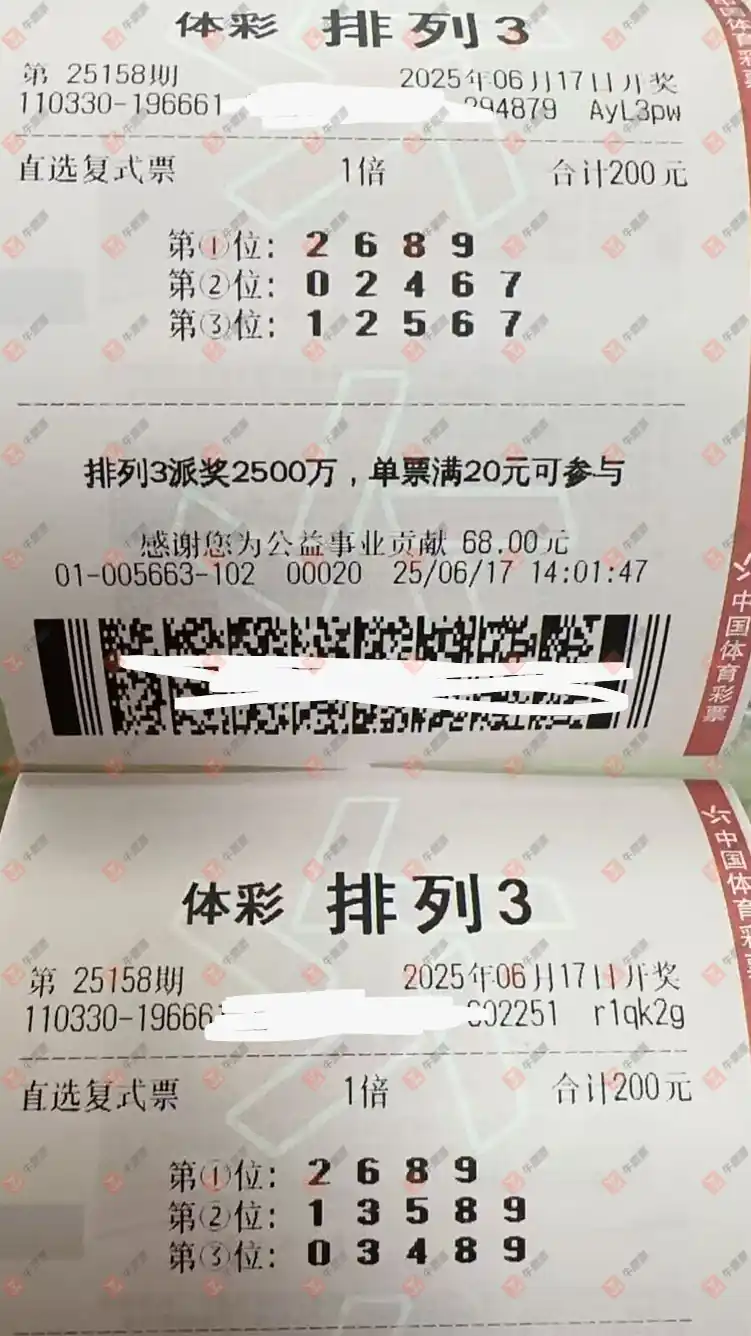 体彩 排列3
第 25158期 2025年06月17日开奖
110330-196661 294879 AyL3pw
直选复式票 1倍 合计200元
第①位: 2 6 8 9
第②位: 0 2 4 6 7
第③位: 1 2 5 6 7
排列3派奖2500万，单票满20元可参与
感谢您为公益事业贡献 68.00元
01-005663-102 00020 25/06/17 14:01:47
中国体育彩票
体彩 排列3
第 25158期 2025年06月17日开奖
110330-19666 02251 r1qk2g
直选复式票 1倍 合计200元
第①位: 2 6 8 9
第②位: 1 3 5 8 9
第③位: 0 3 4 8 9
中国体育彩